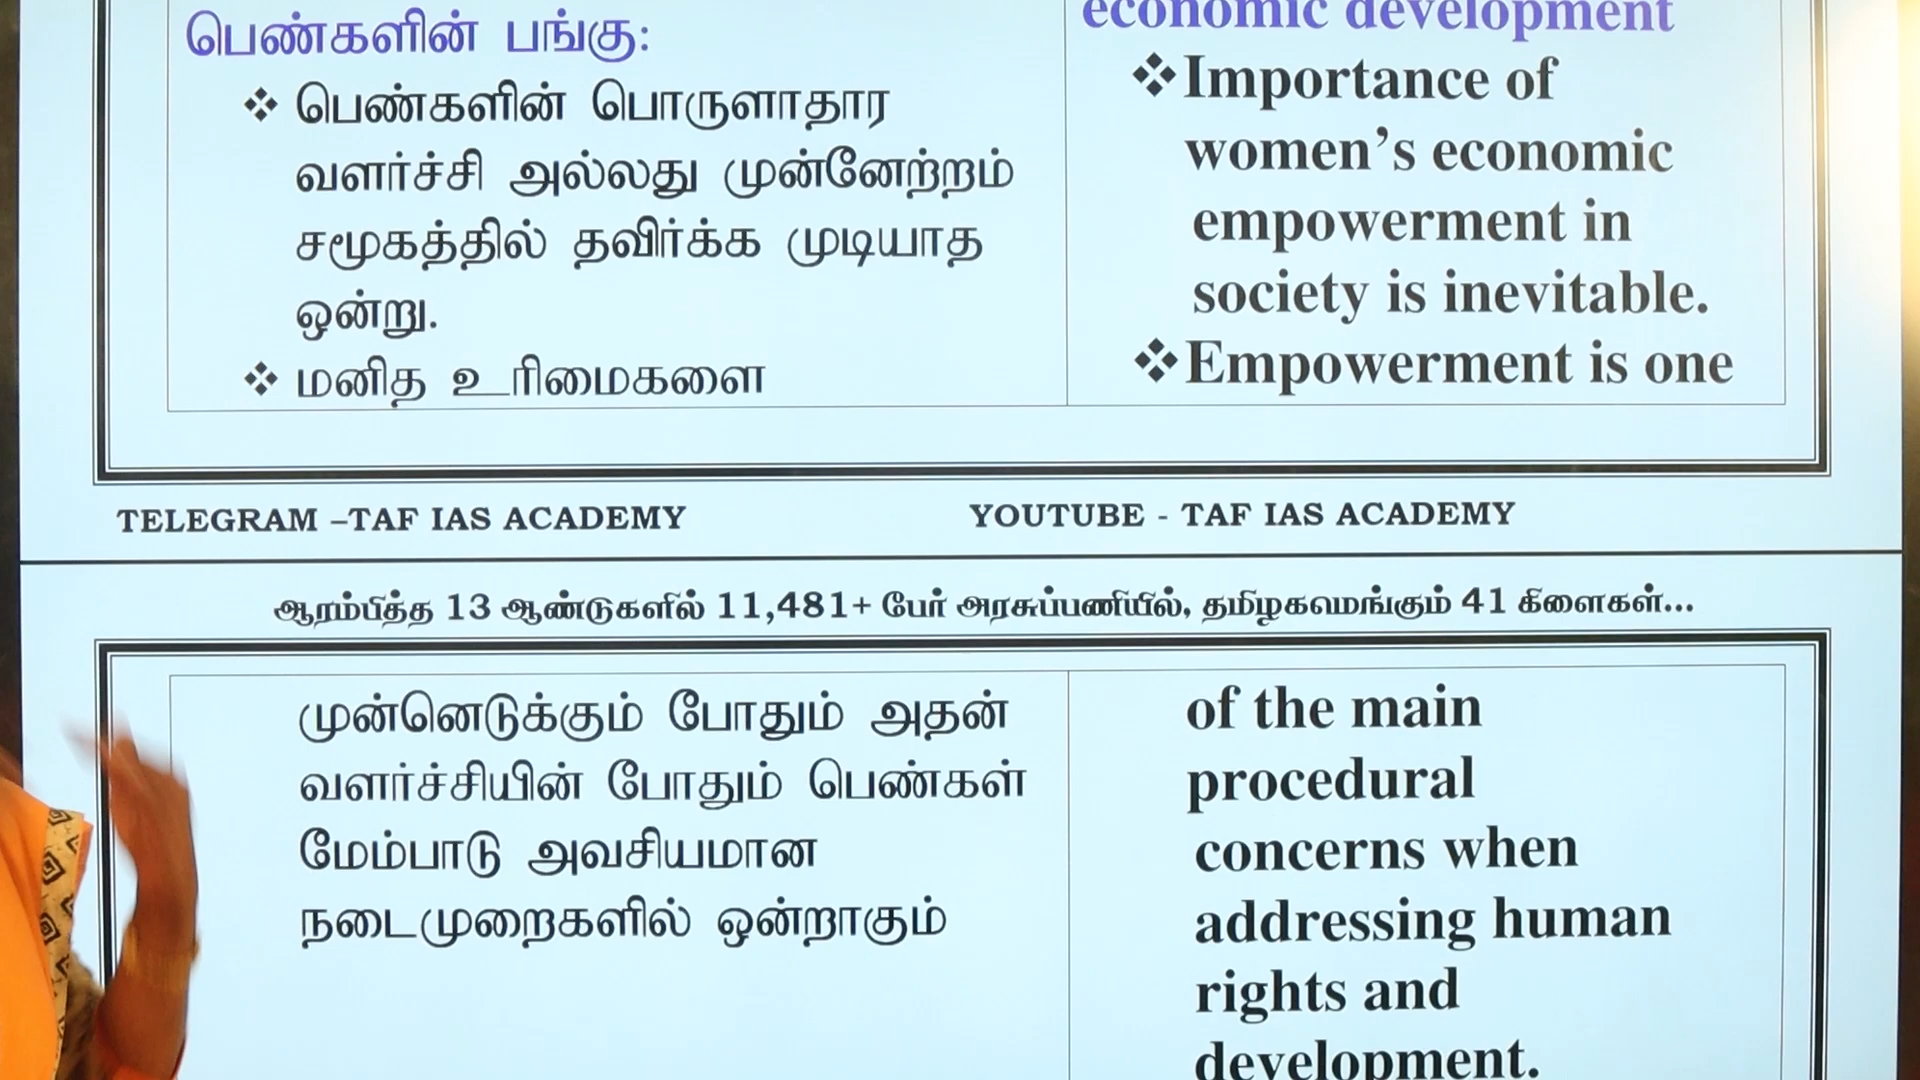 பெண்களின் பங்கு:
❖ பெண்களின் பொருளாதார
வளர்ச்சி அல்லது முன்னேற்றம்
சமூகத்தில் தவிர்க்க முடியாத
ஒன்று.
❖ மனித உரிமைகளை
economic development
❖Importance of
women’s economic
empowerment in
society is inevitable.
❖Empowerment is one
TELEGRAM –TAF IAS ACADEMY
YOUTUBE - TAF IAS ACADEMY
ஆரம்பித்த 13 ஆண்டுகளில் 11,481+ பேர் அரசுப்பணியில், தமிழகமெங்கும் 41 கிளைகள்...
முன்னெடுக்கும் போதும் அதன்
வளர்ச்சியின் போதும் பெண்கள்
மேம்பாடு அவசியமான
நடைமுறைகளில் ஒன்றாகும்
of the main
procedural
concerns when
addressing human
rights and
development.